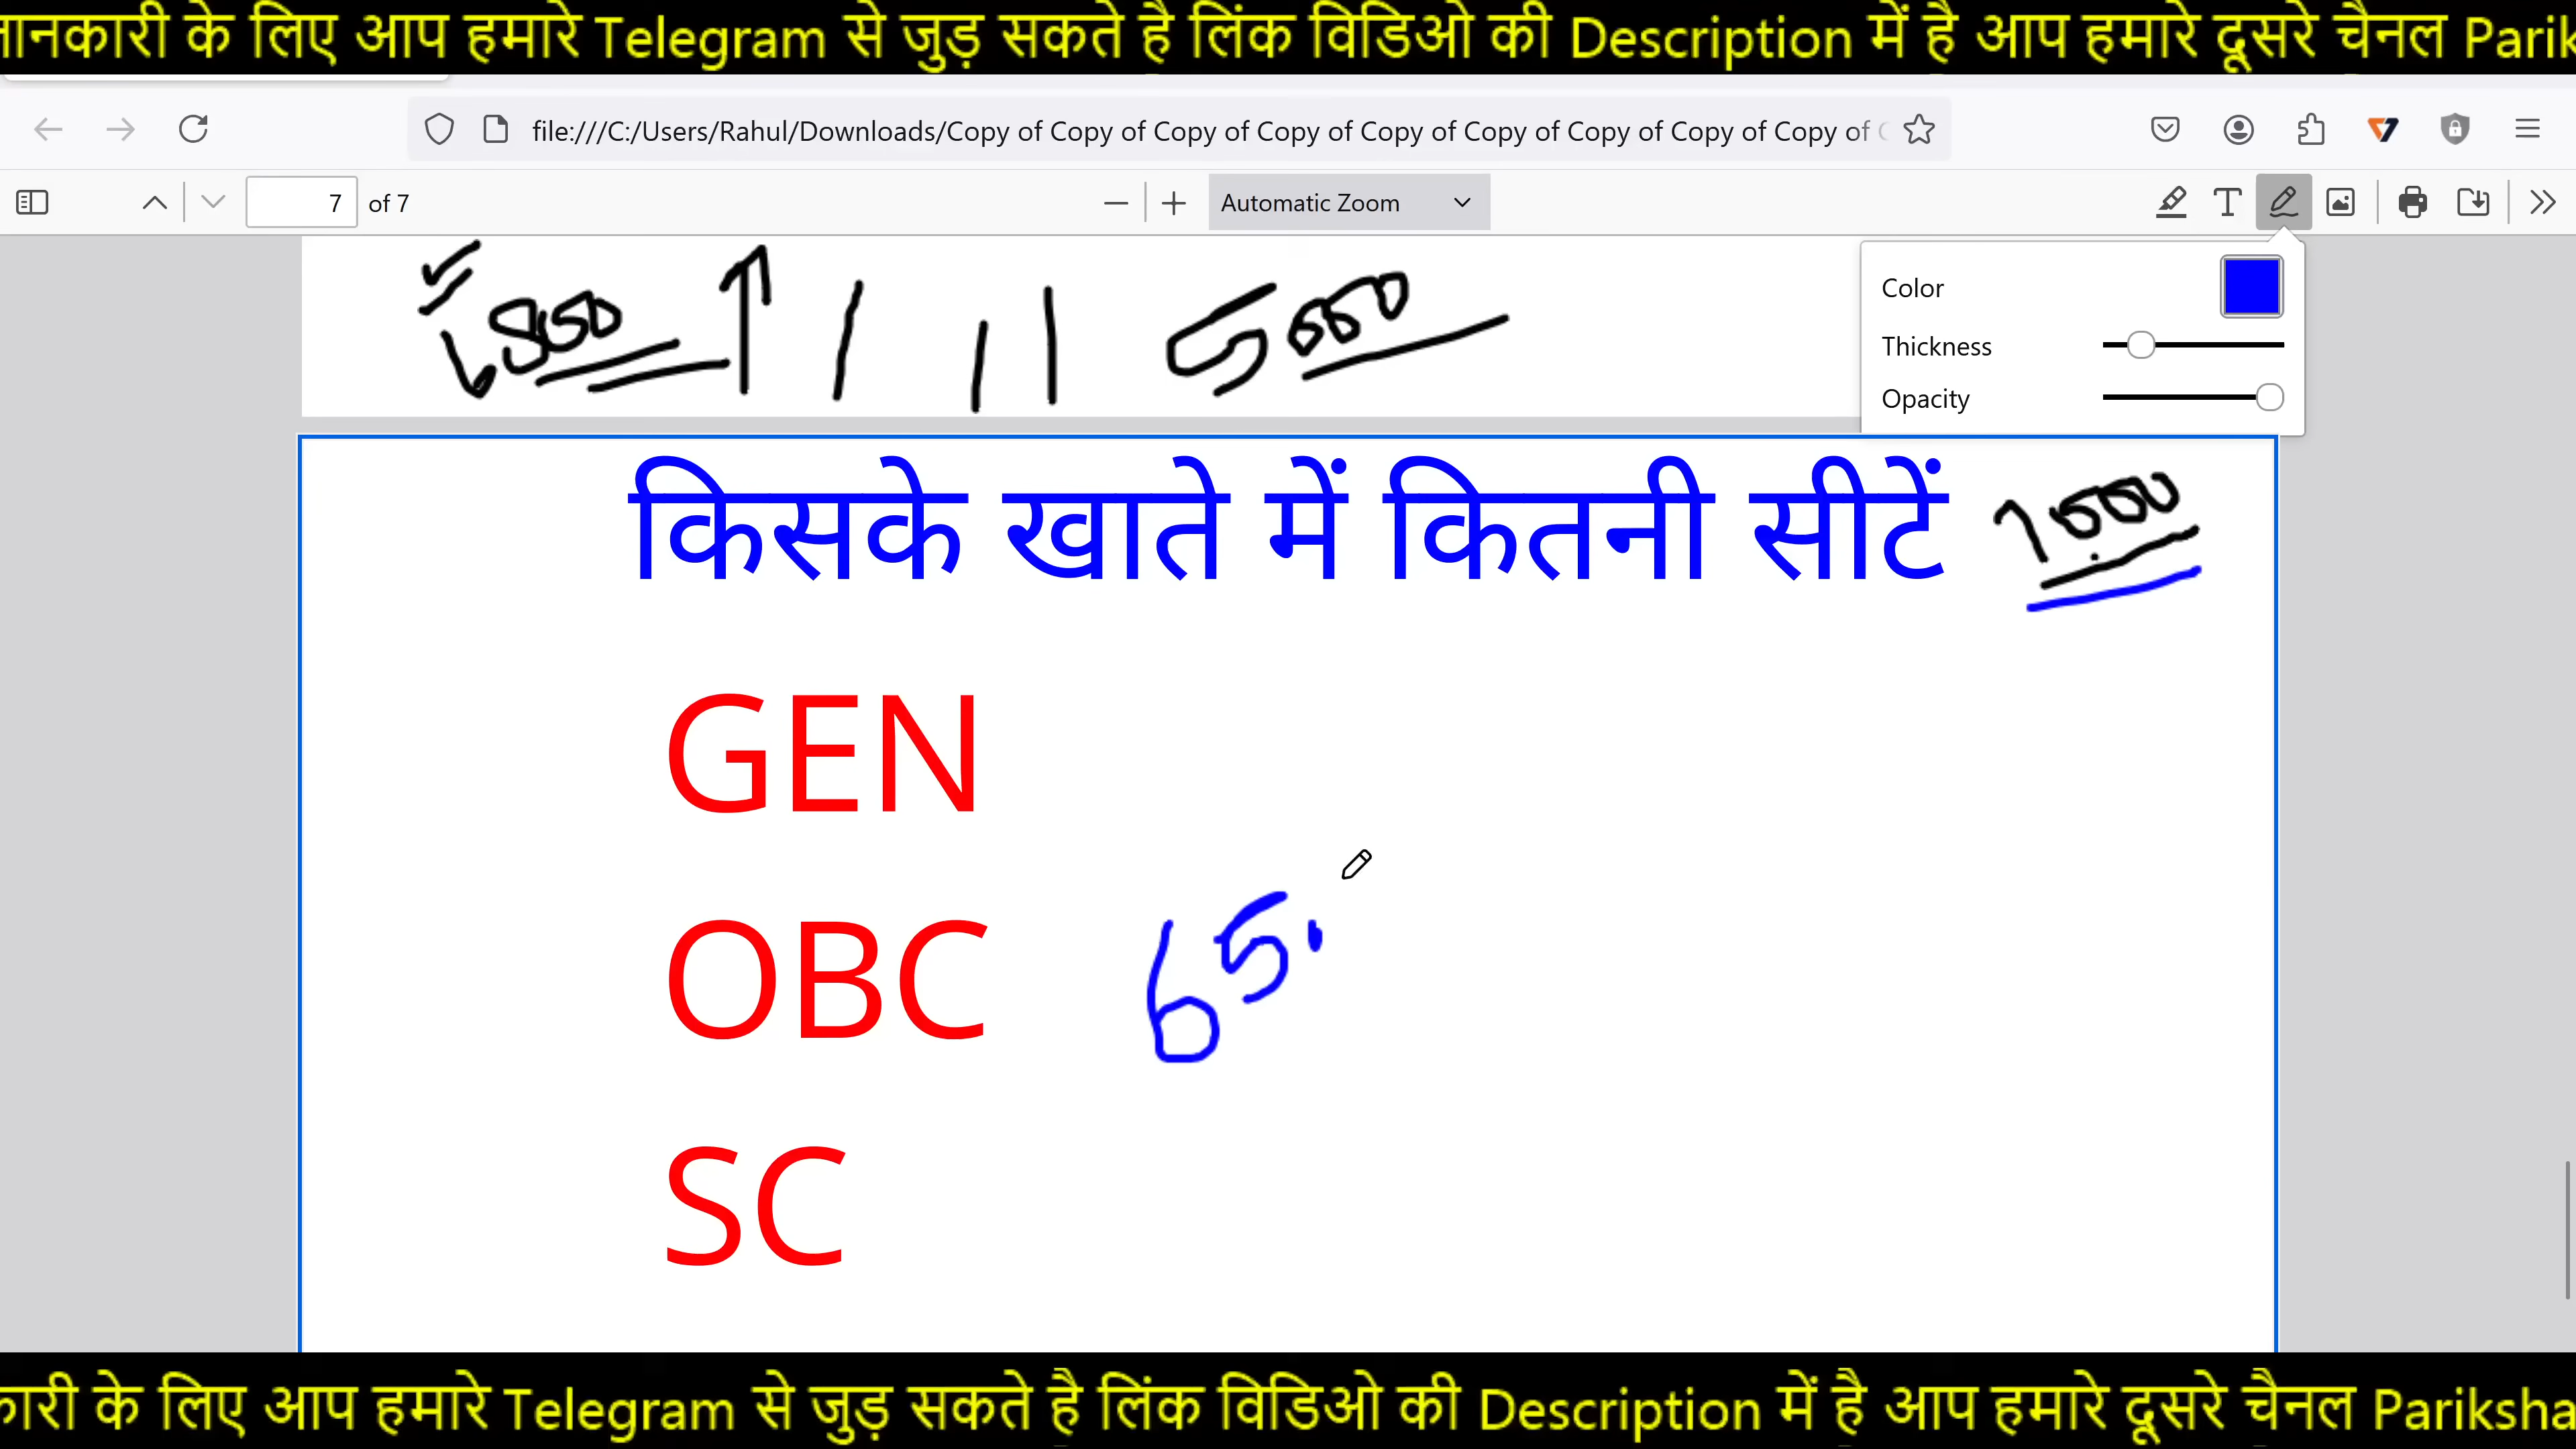 ानकारी के लिए आप हमारे Telegram से जुड़ सकते है लिंक विडिओ की Description में है आप हमारे दूसरे चैनल Parik
file:///C:/Users/Rahul/Downloads/Copy of Copy of Copy of Copy of Copy of Copy of Copy of Copy of Copy of
7 of 7
Automatic Zoom
Color
Thickness
Opacity
5000
किसके खाते में कितनी सीटें
GEN
OBC 65.
SC
कारी के लिए आप हमारे Telegram से जुड़ सकते है लिंक विडिओ की Description में है आप हमारे दूसरे चैनल Pariksha